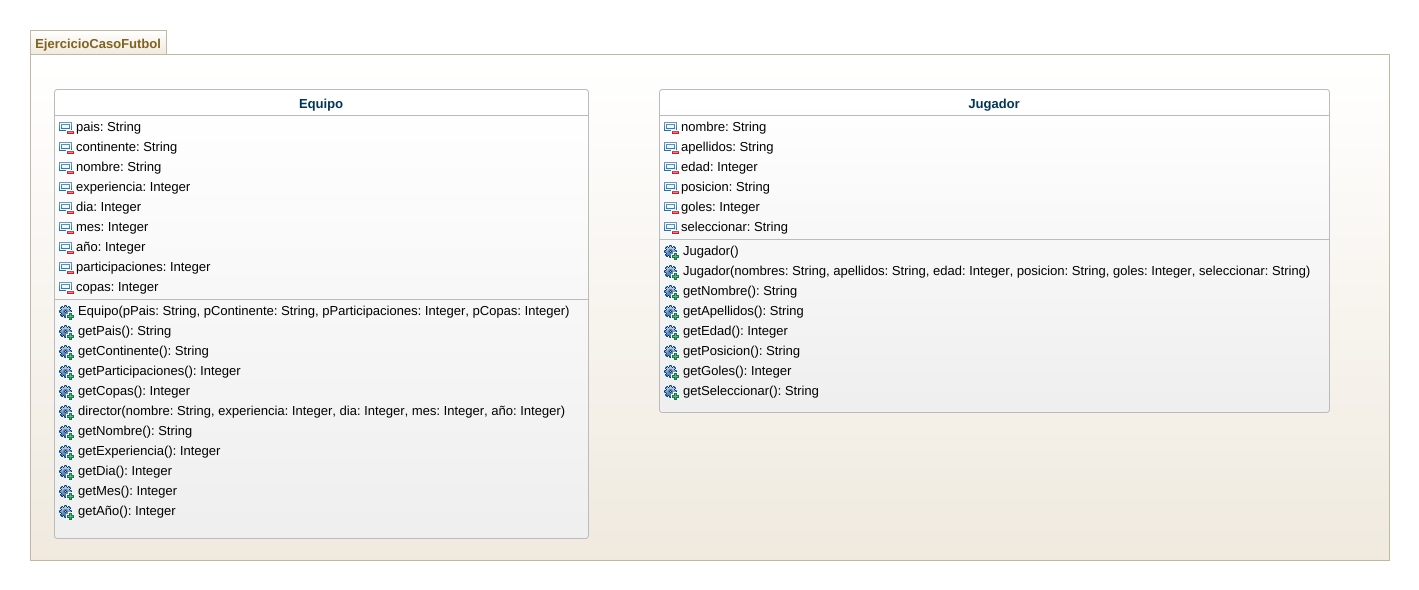 EjercicioCasoFutbol
Equipo
pais: String
continente: String
nombre: String
experiencia: Integer
dia: Integer
mes: Integer
año: Integer
participaciones: Integer
copas: Integer
Equipo(pPais: String, pContinente: String, pParticipaciones: Integer, pCopas: Integer)
getPais(): String
getContinente(): String
getParticipaciones(): Integer
getCopas(): Integer
director(nombre: String, experiencia: Integer, dia: Integer, mes: Integer, año: Integer)
getNombre(): String
getExperiencia(): Integer
getDia(): Integer
getMes(): Integer
getAño(): Integer
Jugador
nombre: String
apellidos: String
edad: Integer
posicion: String
goles: Integer
seleccionar: String
Jugador()
Jugador(nombres: String, apellidos: String, edad: Integer, posicion: String, goles: Integer, seleccionar: String)
getNombre(): String
getApellidos(): String
getEdad(): Integer
getPosicion(): String
getGoles(): Integer
getSeleccionar(): String